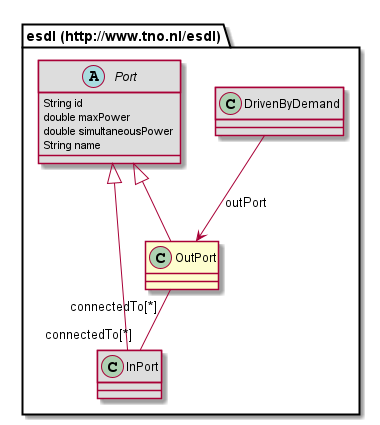 esdl (http://www.tno.nl/esdl)
A Port
String id
double maxPower
double simultaneousPower
String name
C DrivenByDemand
outPort
C OutPort
connectedTo[*]
connectedTo[*]
C InPort